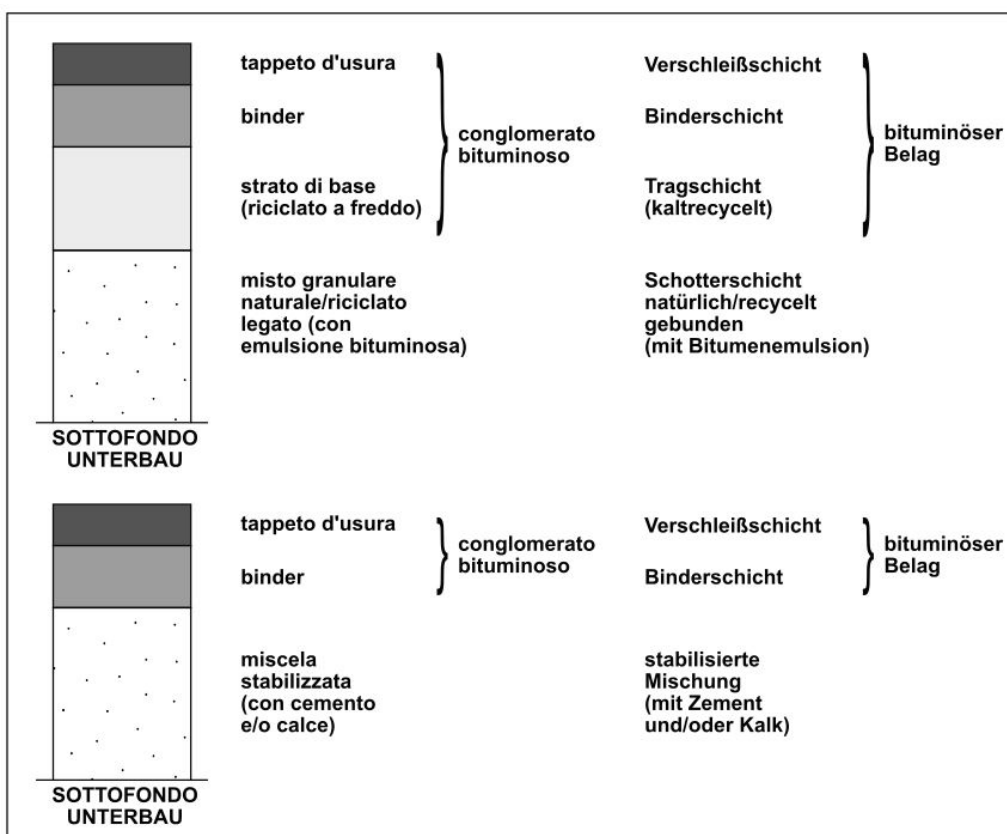 tappeto d'usura
Verschleißschicht
binder
Binderschicht
conglomerato
bituminoso
bituminöser
Belag
strato di base
(riciclato a freddo)
Tragschicht
(kaltrecycelt)
misto granulare
naturale/riciclato
legato (con
emulsione bituminosa)
Schotterschicht
natürlich/recycelt
gebunden
(mit Bitumenemulsion)
SOTTOFONDO
UNTERBAU
tappeto d'usura
Verschleißschicht
binder
Binderschicht
conglomerato
bituminoso
bituminöser
Belag
miscela
stabilizzata
(con cemento
e/o calce)
stabilisierte
Mischung
(mit Zement
und/oder Kalk)
SOTTOFONDO
UNTERBAU